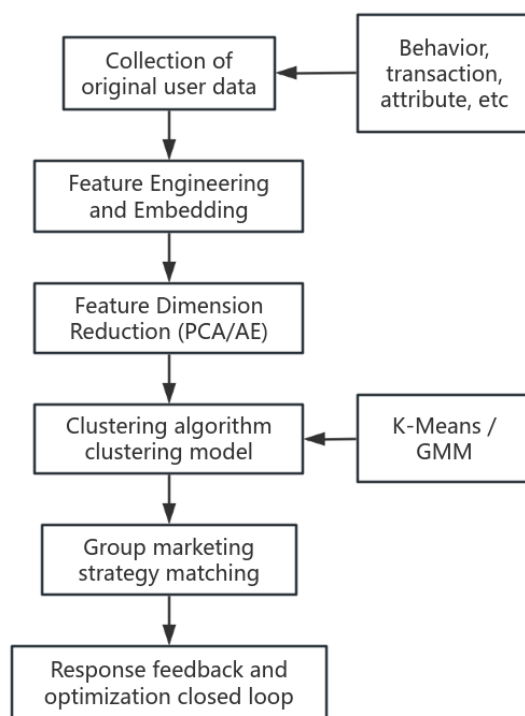 Collection of
original user data
Behavior,
transaction,
attribute, etc
Feature Engineering
and Embedding
Feature Dimension
Reduction (PCA/AE)
Clustering algorithm
clustering model
K-Means /
GMM
Group marketing
strategy matching
Response feedback and
optimization closed loop